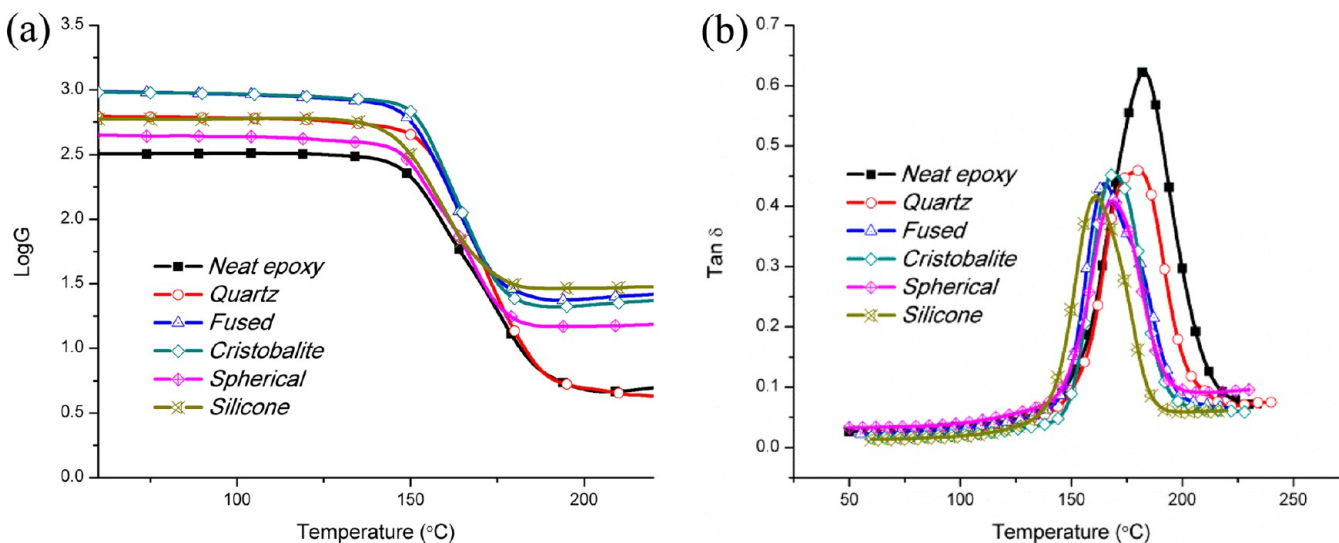 (a)
LogG
3.5
3.0
2.5
2.0
1.5
1.0
0.5
0.0
Neat epoxy
Quartz
Fused
Cristobalite
Spherical
Silicone
100 150 200
Temperature (°C)
(b)
Tan δ
0.7
0.6
0.5
0.4
0.3
0.2
0.1
0.0
Neat epoxy
Quartz
Fused
Cristobalite
Spherical
Silicone
50 100 150 200 250
Temperature (°C)